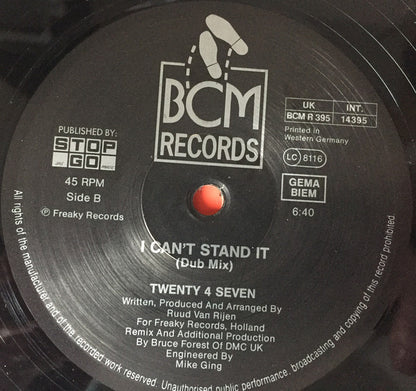 BCM
RECORDS
PUBLISHED BY:
STOP
GO
45 RPM
Side B
℗ Freaky Records
UK INT.
BCM R 395 14395
Printed in
Western Germany
LC 8116
GEMA
BIEM
6:40
I CAN'T STAND IT
(Dub Mix)
TWENTY 4 SEVEN
Written, Produced And Arranged By
Ruud Van Rijen
For Freaky Records, Holland
Remix And Additional Production
By Bruce Forest Of DMC UK
Engineered By
Mike Ging
All rights of the manufacturer and of the owner of the recorded work reserved. Unauthorised public performance, broadcasting and copying of this record prohibited.